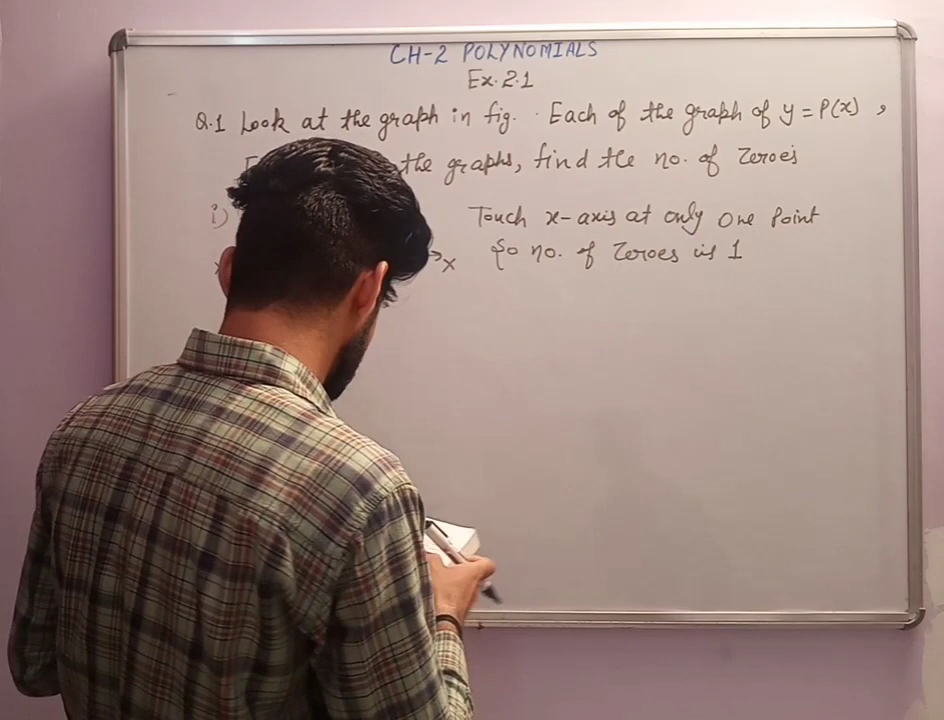 CH-2 POLYNOMIALS
Ex. 2.1
Q.1 Look at the graph in fig. Each of the graph of y = P(x) ,
the graphs, find the no. of Zeroes
i) Touch x-axis at only one Point
x So no. of Zeroes is 1